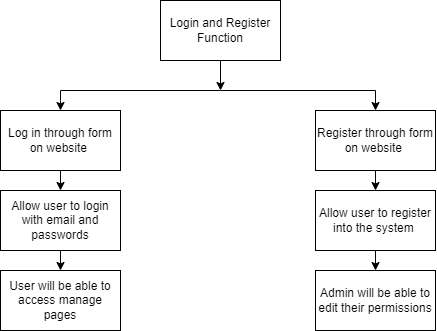 Login and Register
Function
Log in through form
on website
Register through form
on website
Allow user to login
with email and
passwords
Allow user to register
into the system
User will be able to
access manage
pages
Admin will be able to
edit their permissions